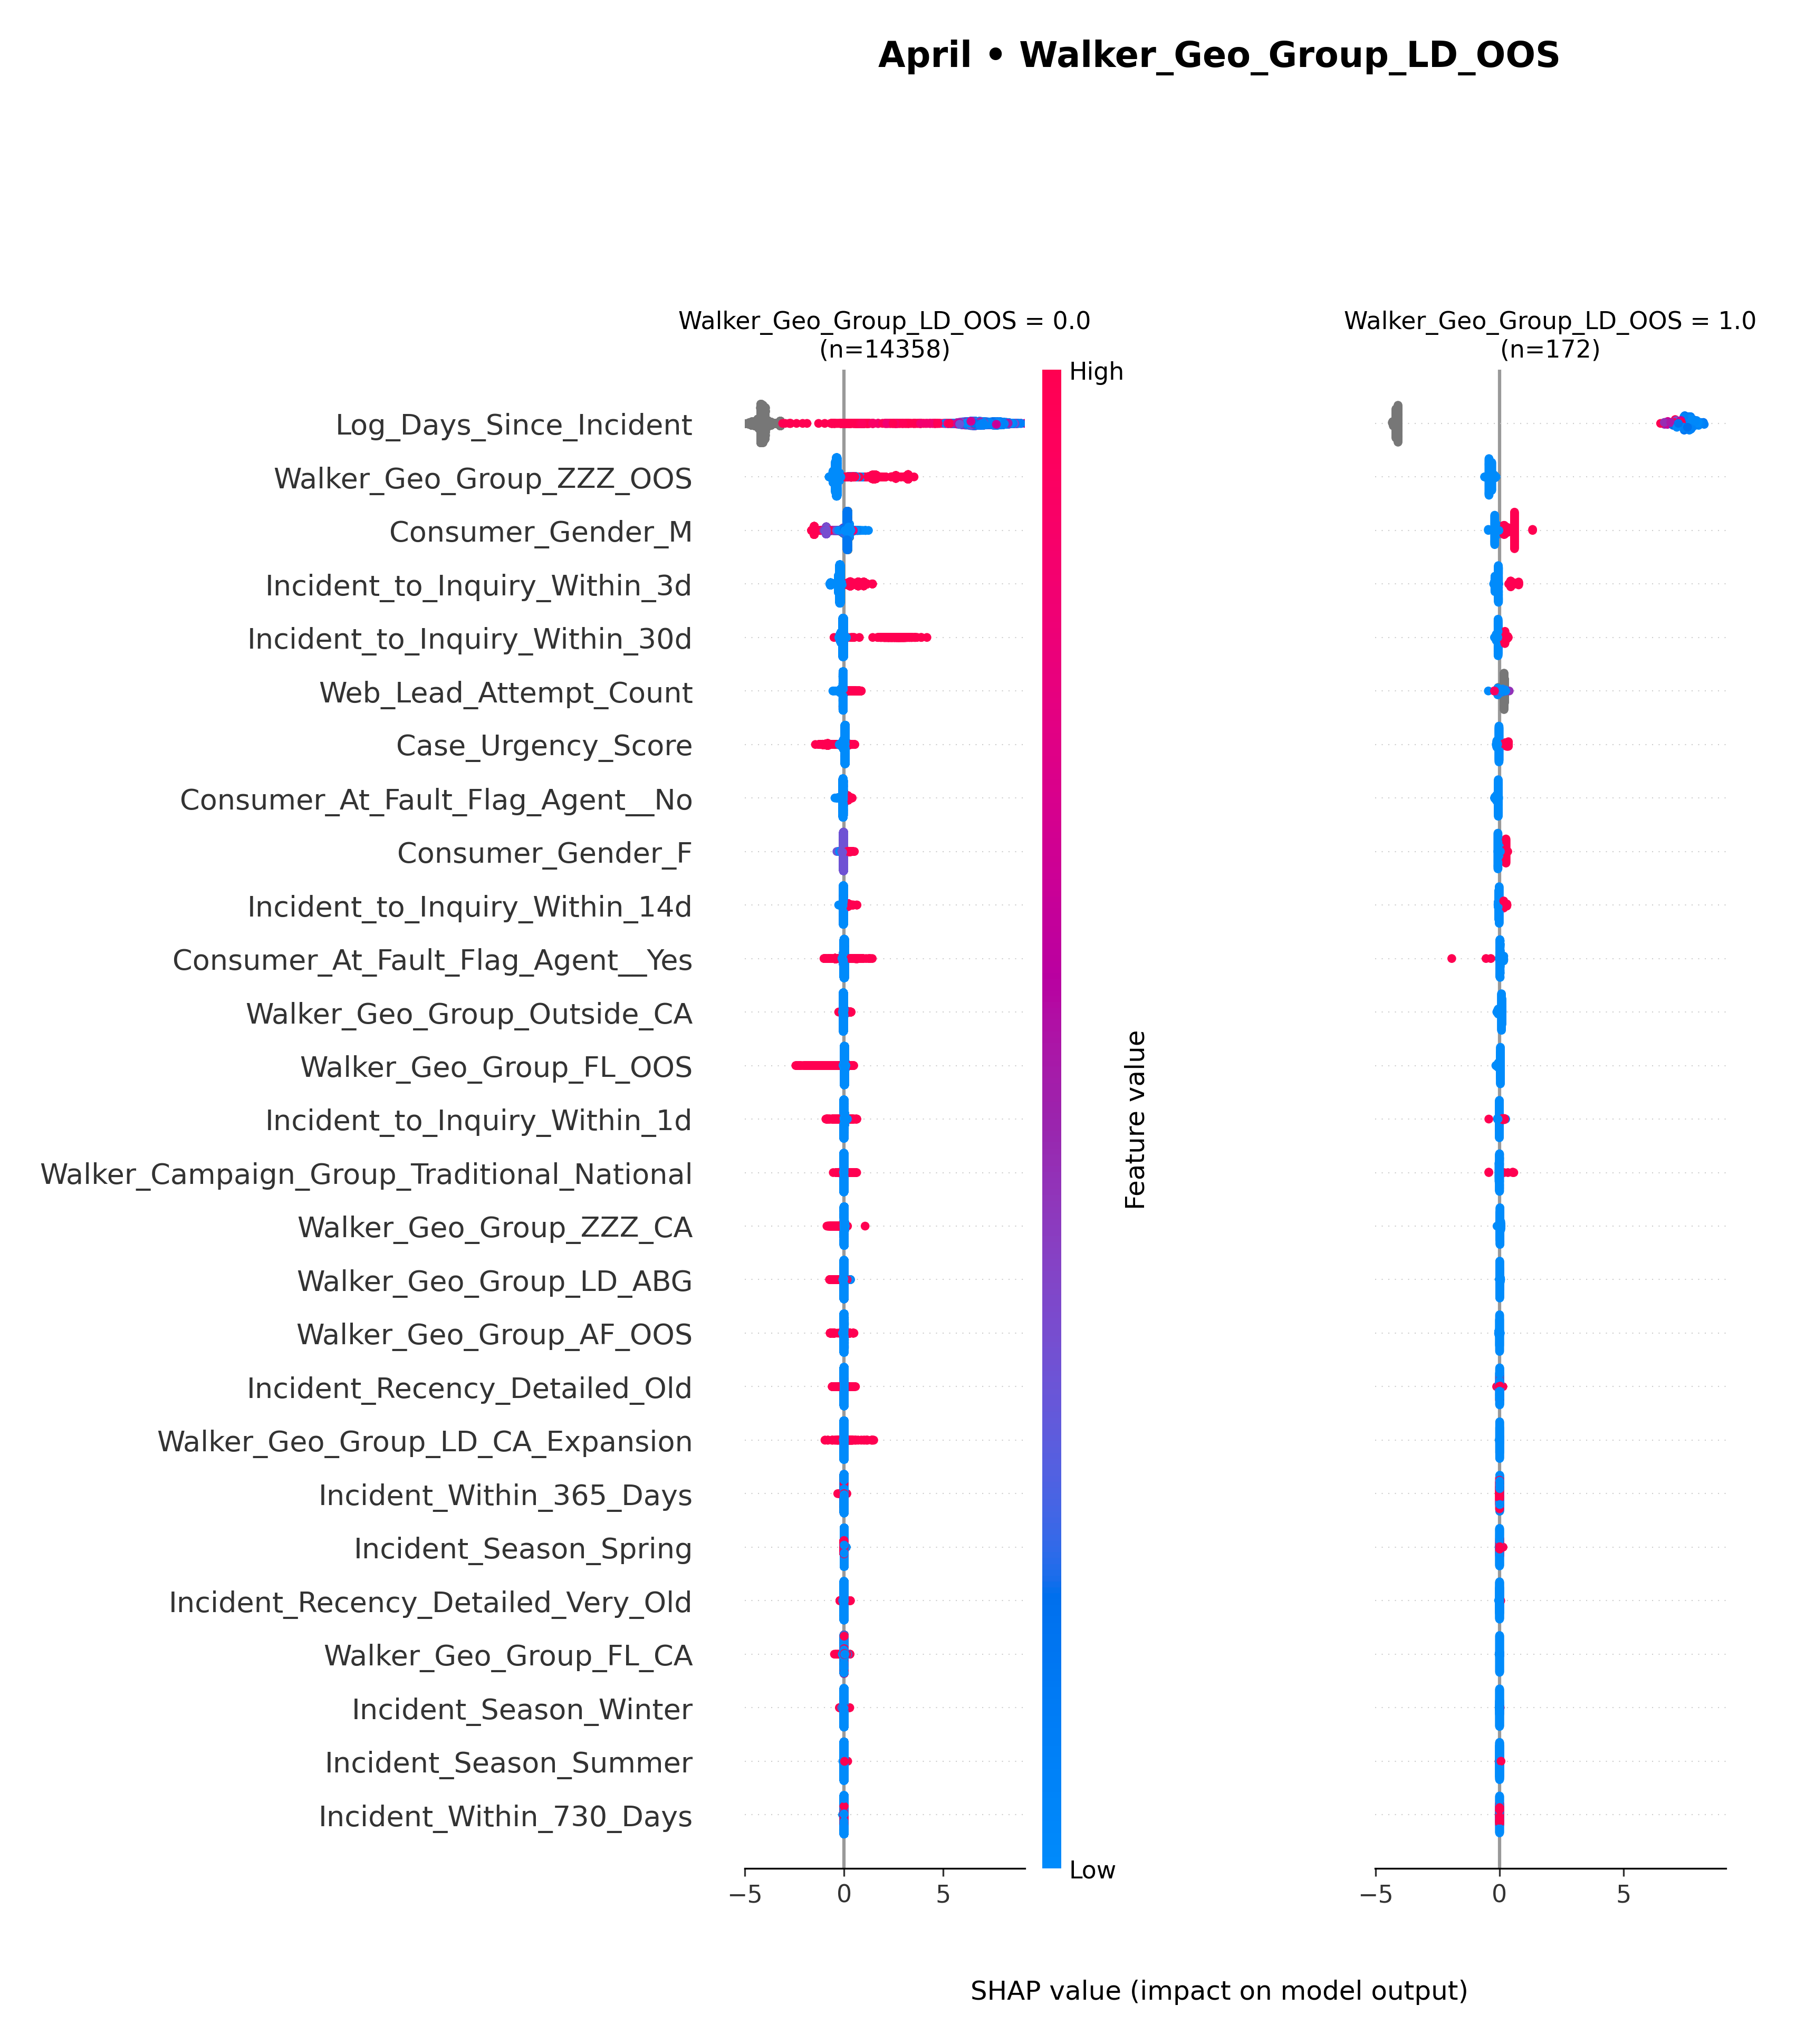 April • Walker_Geo_Group_LD_OOS
Walker_Geo_Group_LD_OOS = 0.0
(n=14358)
Walker_Geo_Group_LD_OOS = 1.0
(n=172)
High
Log_Days_Since_Incident
Walker_Geo_Group_ZZZ_OOS
Consumer_Gender_M
Incident_to_Inquiry_Within_3d
Incident_to_Inquiry_Within_30d
Web_Lead_Attempt_Count
Case_Urgency_Score
Consumer_At_Fault_Flag_Agent__No
Consumer_Gender_F
Incident_to_Inquiry_Within_14d
Consumer_At_Fault_Flag_Agent__Yes
Walker_Geo_Group_Outside_CA
Walker_Geo_Group_FL_OOS
Incident_to_Inquiry_Within_1d
Walker_Campaign_Group_Traditional_National
Walker_Geo_Group_ZZZ_CA
Walker_Geo_Group_LD_ABG
Walker_Geo_Group_AF_OOS
Incident_Recency_Detailed_Old
Walker_Geo_Group_LD_CA_Expansion
Incident_Within_365_Days
Incident_Season_Spring
Incident_Recency_Detailed_Very_Old
Walker_Geo_Group_FL_CA
Incident_Season_Winter
Incident_Season_Summer
Incident_Within_730_Days
Feature value
Low
−5 0 5
−5 0 5
SHAP value (impact on model output)